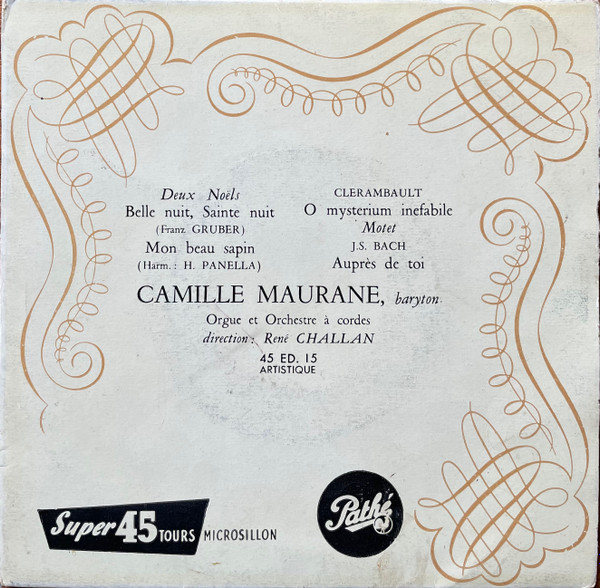 Deux Noëls
Belle nuit, Sainte nuit
(Franz GRUBER)
Mon beau sapin
(Harm. : H. PANELLA)
CLERAMBAULT
O mysterium inefabile
Motet
J.S. BACH
Auprès de toi
CAMILLE MAURANE, baryton
Orgue et Orchestre à cordes
direction : René CHALLAN
45 ED. 15
ARTISTIQUE
Super 45 TOURS MICROSILLON
Pathé